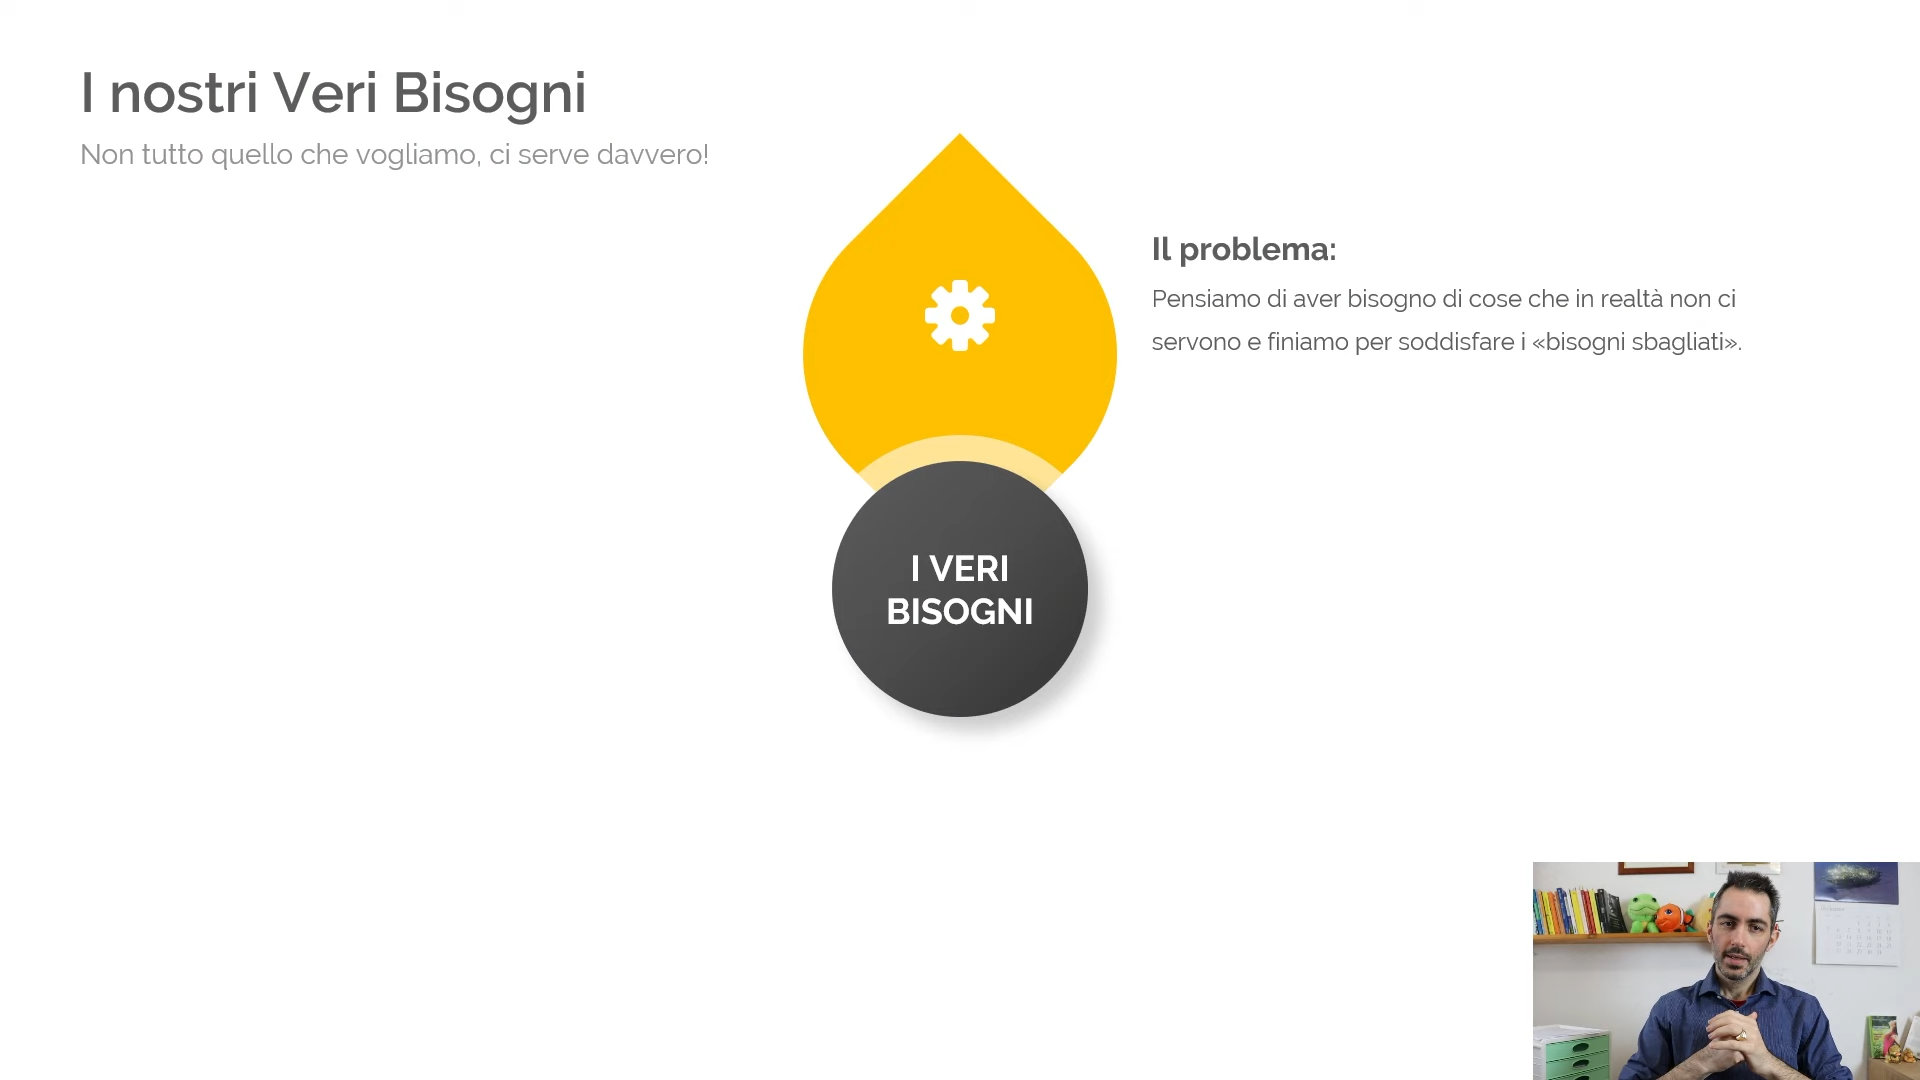 I nostri Veri Bisogni
Non tutto quello che vogliamo, ci serve davvero!
Il problema:
Pensiamo di aver bisogno di cose che in realtà non ci
servono e finiamo per soddisfare i «bisogni sbagliati».
I VERI
BISOGNI